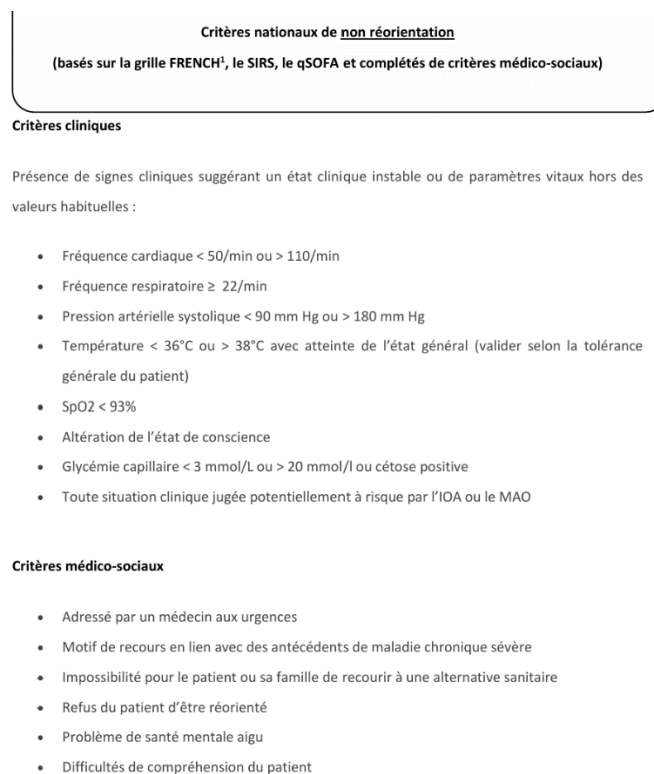 Critères nationaux de non réorientation
(basés sur la grille FRENCH¹, le SIRS, le qSOFA et complétés de critères médico-sociaux)
Critères cliniques
Présence de signes cliniques suggérant un état clinique instable ou de paramètres vitaux hors des
valeurs habituelles :
• Fréquence cardiaque < 50/min ou > 110/min
• Fréquence respiratoire ≥ 22/min
• Pression artérielle systolique < 90 mm Hg ou > 180 mm Hg
• Température < 36°C ou > 38°C avec atteinte de l'état général (valider selon la tolérance
générale du patient)
• SpO2 < 93%
• Altération de l'état de conscience
• Glycémie capillaire < 3 mmol/L ou > 20 mmol/l ou cétose positive
• Toute situation clinique jugée potentiellement à risque par l'IOA ou le MAO
Critères médico-sociaux
• Adressé par un médecin aux urgences
• Motif de recours en lien avec des antécédents de maladie chronique sévère
• Impossibilité pour le patient ou sa famille de recourir à une alternative sanitaire
• Refus du patient d'être réorienté
• Problème de santé mentale aigu
• Difficultés de compréhension du patient